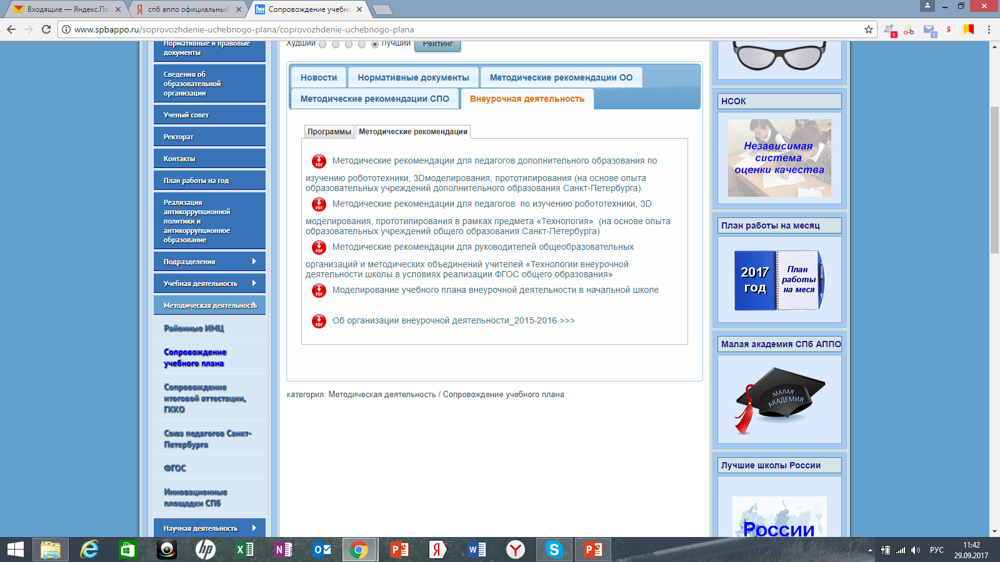 Входящие — Яндекс.По
спб аппо официальный
Сопровождение учебно
www.spbappo.ru/soprovozhdenie-uchebnogo-plana/coprovozhdenie-uchebnogo-plana
1
1
Я
Нормативные и правовые
документы
Сведения об
образовательной
организации
Ученый совет
Ректорат
Контакты
План работы на год
Реализация
антикоррупционной
политики и
антикоррупционное
образование
Подразделения
Учебная деятельность
Методическая деятельность
Районные ИМЦ
Сопровождение
учебного плана
Сопровождение
итоговой аттестации,
ГККО
Союз педагогов Санкт-
Петербурга
ФГОС
Инновационные
площадки СПб
Научная деятельность
Худший Лучший Рейтинг
Новости Нормативные документы Методические рекомендации ОО
Методические рекомендации СПО Внеурочная деятельность
Программы Методические рекомендации
PDF Методические рекомендации для педагогов дополнительного образования по
изучению робототехники, 3Dмоделирования, прототипирования (на основе опыта
образовательных учреждений дополнительного образования Санкт-Петербурга).
PDF Методические рекомендации для педагогов  по изучению робототехники, 3D
моделирования, прототипирования в рамках предмета «Технология»  (на основе опыта
образовательных учреждений общего образования Санкт-Петербурга)
PDF Методические рекомендации для руководителей общеобразовательных
организаций и методических объединений учителей «Технологии внеурочной
деятельности школы в условиях реализации ФГОС общего образования»
PDF Моделирование учебного плана внеурочной деятельности в начальной школе
PDF Об организации внеурочной деятельности_2015-2016 >>>
категория: Методическая деятельность / Сопровождение учебного плана
НСОК
Независимая
система
оценки качества
План работы на месяц
2017
год
План
работы
на меся
Малая академия СПб АППО
МАЛАЯ
АКАДЕМИЯ
Лучшие школы России
России
РУС
11:42
29.09.2017